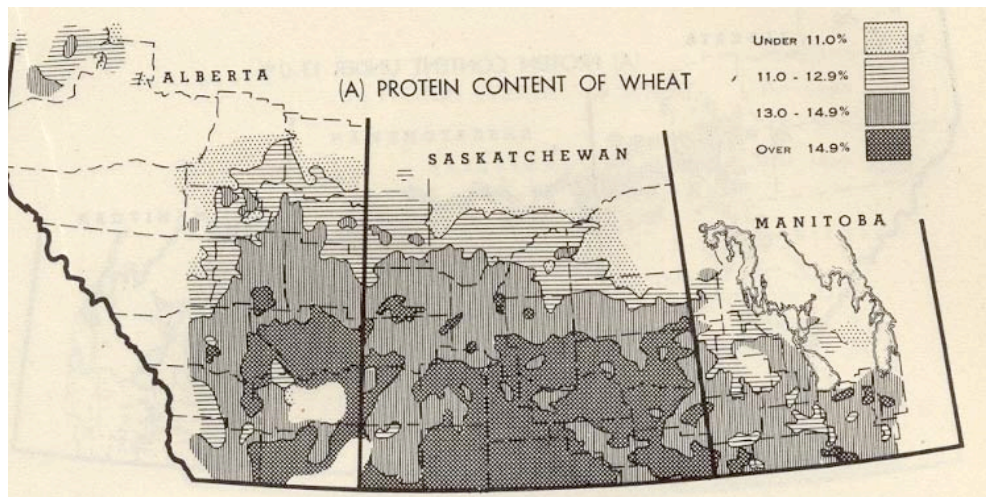 UNDER 11.0%
ALBERTA
11.0 - 12.9%
(A) PROTEIN CONTENT OF WHEAT
13.0 - 14.9%
SASKATCHEWAN
OVER 14.9%
MANITOBA